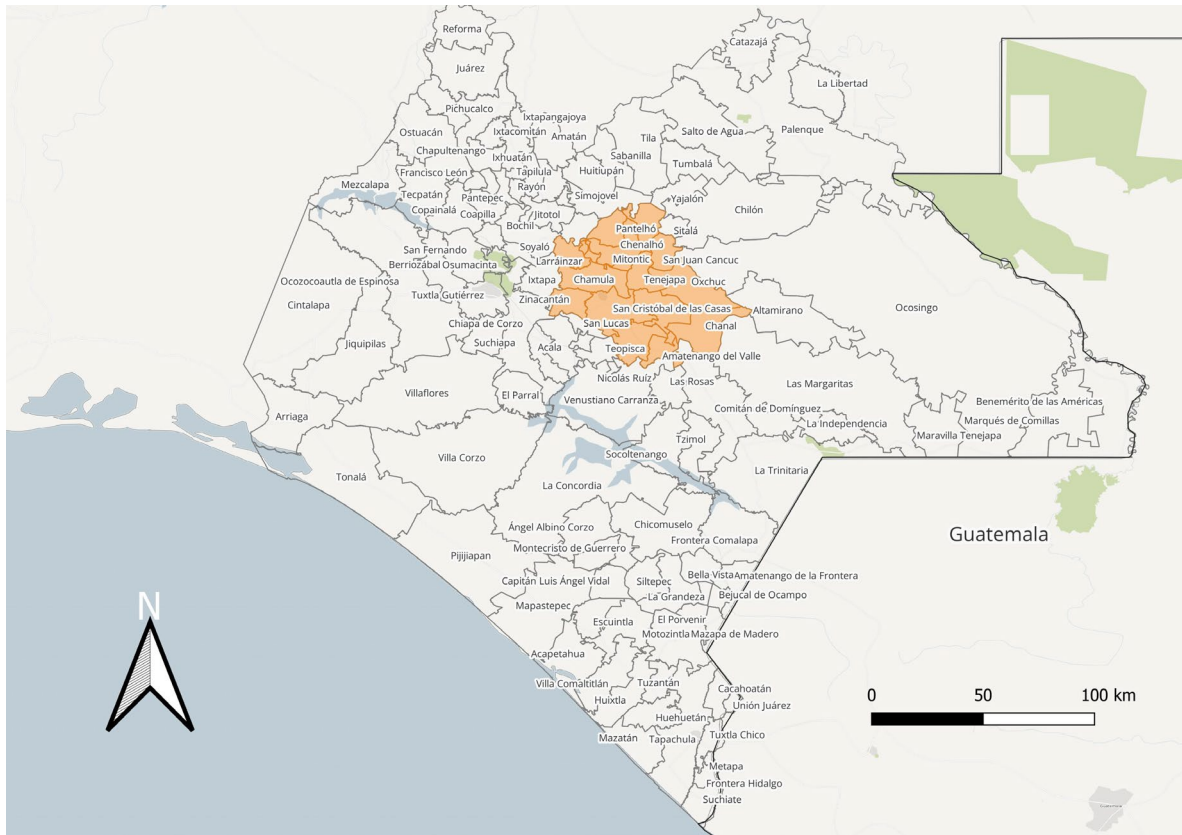 Reforma
Catazajá
Juárez
La Libertad
Pichucalco
Ixtapangajoya
Ostuacán
Ixtacomitán
Amatán
Tila
Salto de Agua
Palenque
Chapultenango
Ixhuatán
Sabanilla
Tumbalá
Francisco León
Tapilula
Huitiupán
Mezcalapa
Rayón
Tecpatán
Pantepec
Simojovel
Yajalón
Copainalá
Coapilla
Jitotol
Chilón
Bochil
Pantelhó
Sitalá
San Fernando
Soyaló
Chenalhó
Berriozábal
Osumacinta
Larráinzar
Mitontic
San Juan Cancuc
Ocozocoautla de Espinosa
Ixtapa
Chamula
Tenejapa
Oxchuc
Tuxtla Gutiérrez
Zinacantán
Cintalapa
San Cristóbal de las Casas
Altamirano
Ocosingo
Chiapa de Corzo
San Lucas
Chanal
Jiquipilas
Suchiapa
Acala
Teopisca
Amatenango del Valle
Nicolás Ruíz
Las Rosas
Las Margaritas
Villaflores
El Parral
Venustiano Carranza
Benemérito de las Américas
Arriaga
Comitán de Domínguez
Marqués de Comillas
La Independencia
Maravilla Tenejapa
Tzimol
Villa Corzo
Socoltenango
La Trinitaria
Tonalá
La Concordia
Ángel Albino Corzo
Chicomuselo
Guatemala
Frontera Comalapa
Montecristo de Guerrero
Pijijiapan
Bella Vista
Amatenango de la Frontera
Capitán Luis Ángel Vidal
Siltepec
La Grandeza
Bejucal de Ocampo
Mapastepec
N
Escuintla
El Porvenir
Motozintla
Mazapa de Madero
Acapetahua
Villa Comaltitlán
Tuzantán
Cacahoatán
0 50 100 km
Huixtla
Unión Juárez
Huehuetán
Mazatán
Tapachula
Tuxtla Chico
Metapa
Frontera Hidalgo
Suchiate